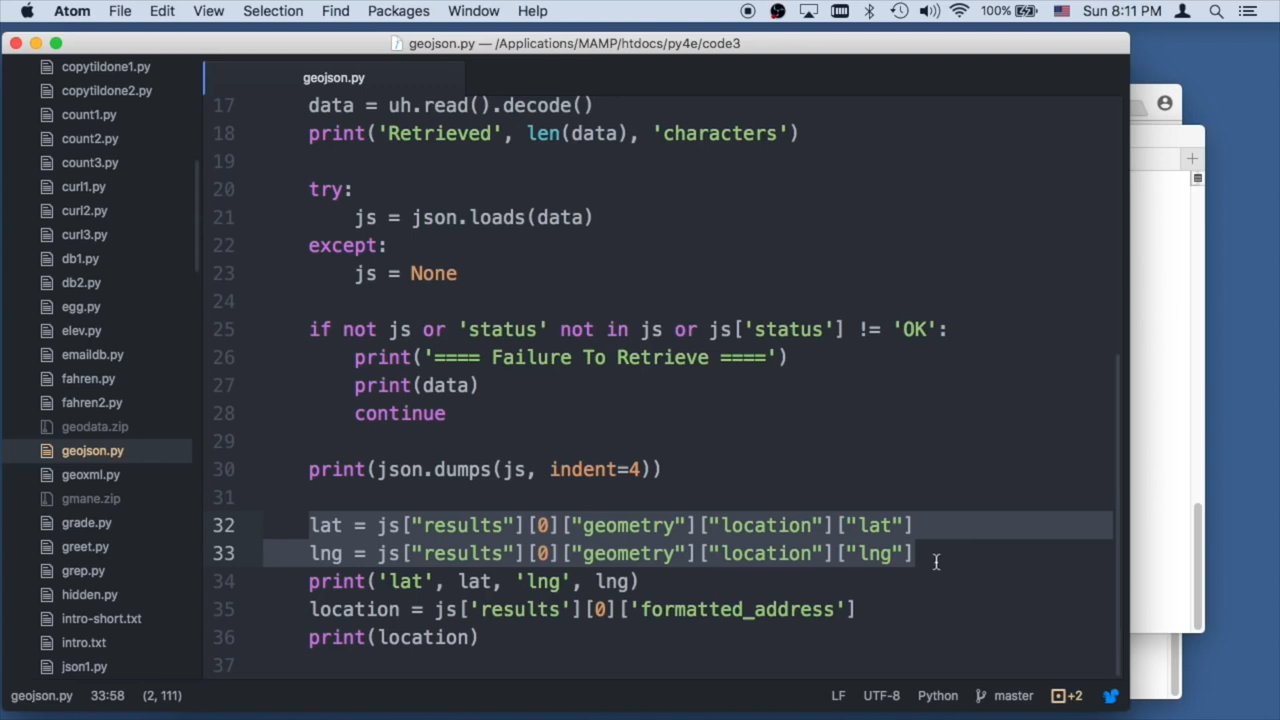 Atom File Edit View Selection Find Packages Window Help 100% Sun 8:11 PM
geojson.py — /Applications/MAMP/htdocs/py4e/code3
copytildone1.py
copytildone2.py
count1.py
count2.py
count3.py
curl1.py
curl2.py
curl3.py
db1.py
db2.py
egg.py
elev.py
emaildb.py
fahren.py
fahren2.py
geodata.zip
geojson.py
geoxml.py
gmane.zip
grade.py
greet.py
grep.py
hidden.py
intro-short.txt
intro.txt
json1.py
geojson.py
17 data = uh.read().decode()
18 print('Retrieved', len(data), 'characters')
19
20 try:
21 js = json.loads(data)
22 except:
23 js = None
24
25 if not js or 'status' not in js or js['status'] != 'OK':
26 print('==== Failure To Retrieve ====')
27 print(data)
28 continue
29
30 print(json.dumps(js, indent=4))
31
32 lat = js["results"][0]["geometry"]["location"]["lat"]
33 lng = js["results"][0]["geometry"]["location"]["lng"]
34 print('lat', lat, 'lng', lng)
35 location = js['results'][0]['formatted_address']
36 print(location)
37
geojson.py 33:58 (2, 111) LF UTF-8 Python master +2